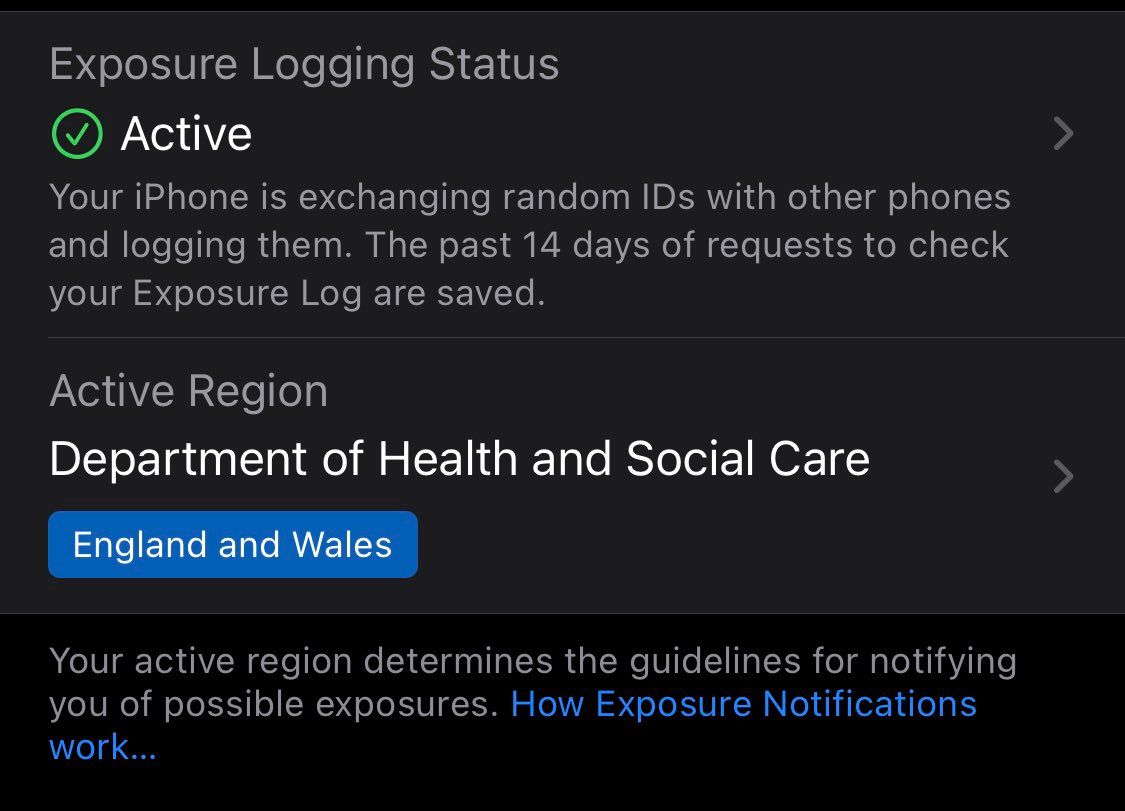 Exposure Logging Status
Active
Your iPhone is exchanging random IDs with other phones
and logging them. The past 14 days of requests to check
your Exposure Log are saved.
Active Region
Department of Health and Social Care
England and Wales
Your active region determines the guidelines for notifying
you of possible exposures. How Exposure Notifications
work...